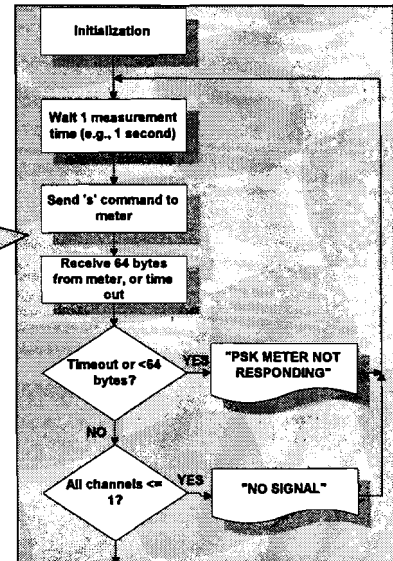 Initialization
Wait 1 measurement
time (e.g., 1 second)
Send 's' command to
meter
Receive 64 bytes
from meter, or time
out
Timeout or <64
bytes?
YES
"PSK METER NOT
RESPONDING"
NO
All channels <=
1?
YES
"NO SIGNAL"